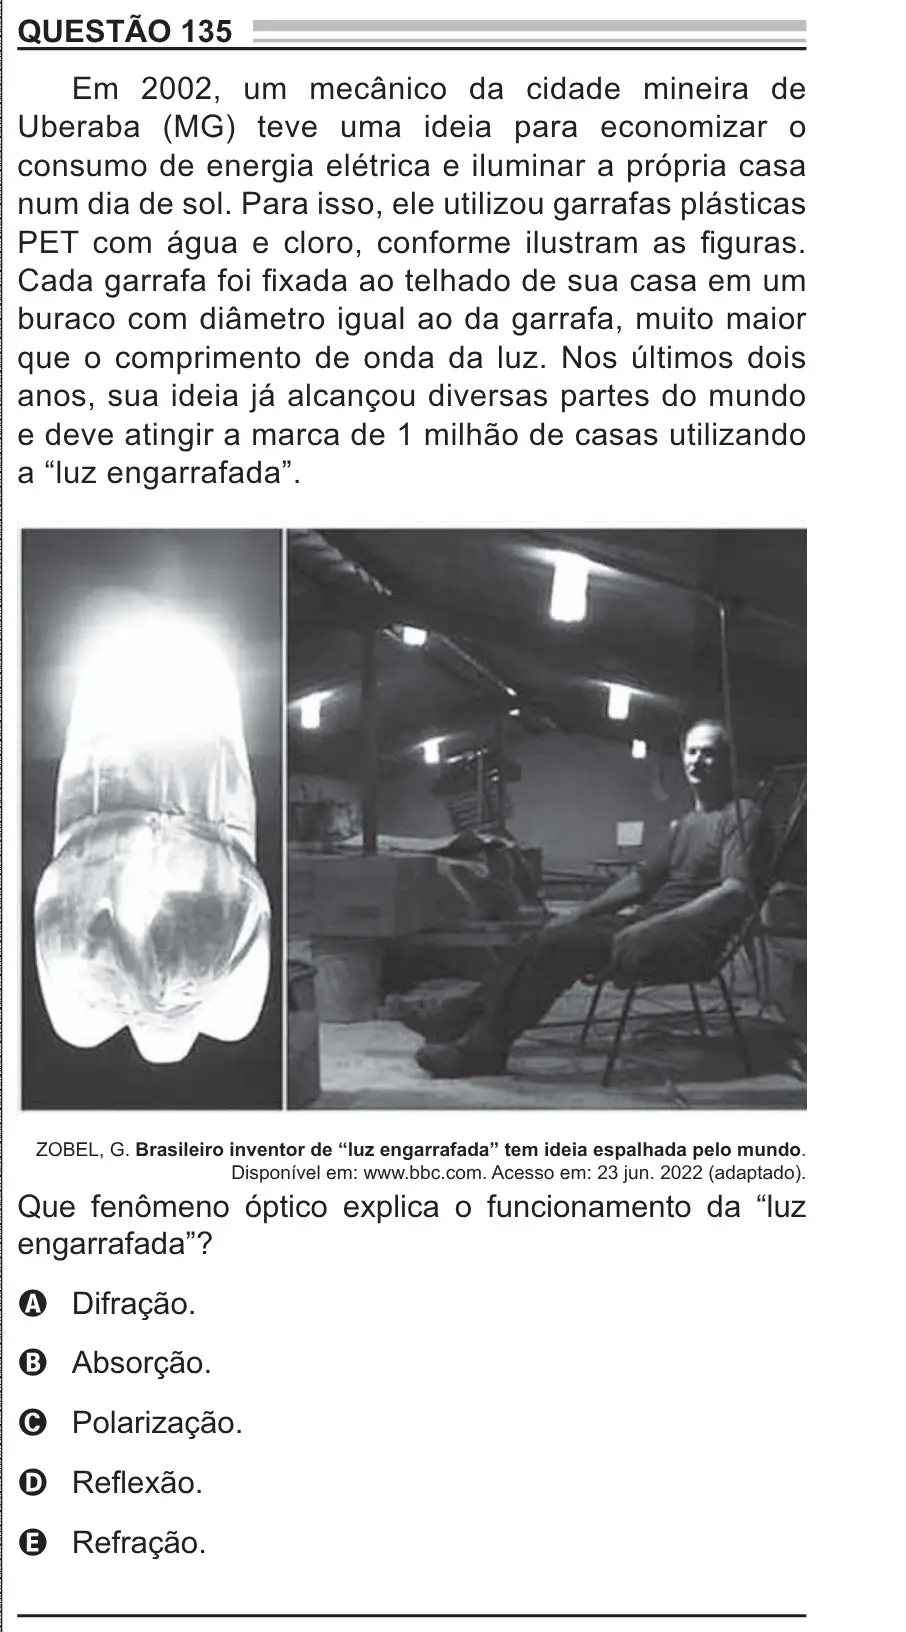 QUESTÃO 135
Em 2002, um mecânico da cidade mineira de
Uberaba (MG) teve uma ideia para economizar o
consumo de energia elétrica e iluminar a própria casa
num dia de sol. Para isso, ele utilizou garrafas plásticas
PET com água e cloro, conforme ilustram as figuras.
Cada garrafa foi fixada ao telhado de sua casa em um
buraco com diâmetro igual ao da garrafa, muito maior
que o comprimento de onda da luz. Nos últimos dois
anos, sua ideia já alcançou diversas partes do mundo
e deve atingir a marca de 1 milhão de casas utilizando
a “luz engarrafada”.
ZOBEL, G. Brasileiro inventor de “luz engarrafada” tem ideia espalhada pelo mundo.
Disponível em: www.bbc.com. Acesso em: 23 jun. 2022 (adaptado).
Que fenômeno óptico explica o funcionamento da “luz
engarrafada”?
A Difração.
B Absorção.
C Polarização.
D Reflexão.
E Refração.